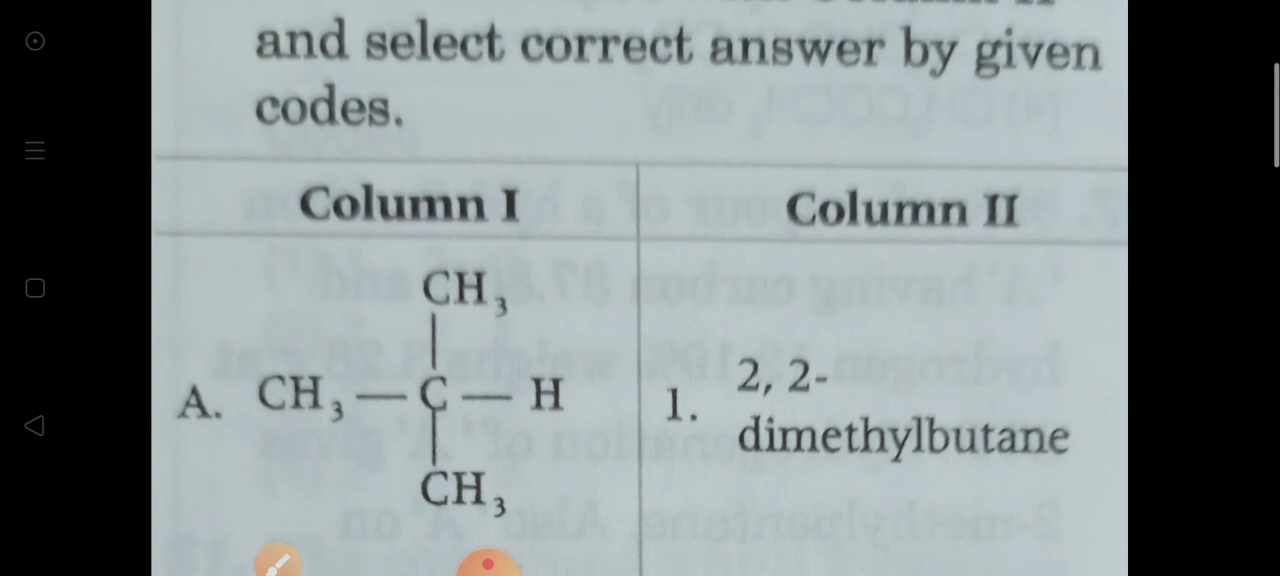 and select correct answer by given
codes.
Column I
Column II
CH₃
A. CH₃ — C — H
CH₃
1. 2, 2-
dimethylbutane